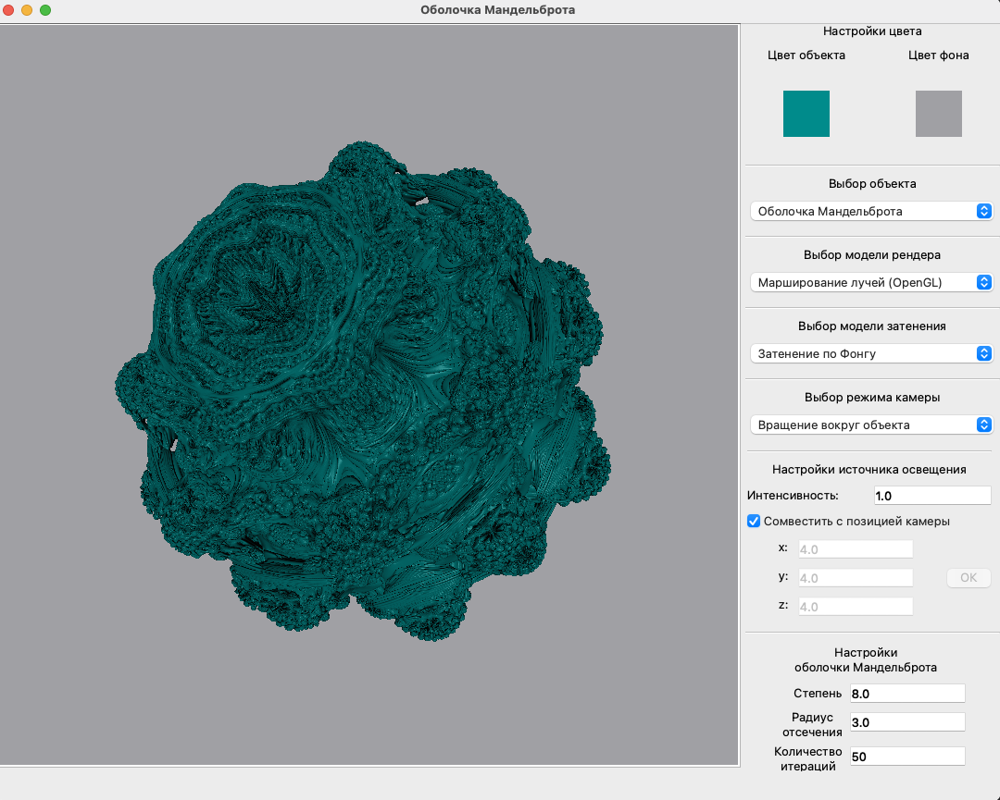 Оболочка Мандельброта
Настройки цвета
Цвет объекта Цвет фона
Выбор объекта
Оболочка Мандельброта
Выбор модели рендера
Марширование лучей (OpenGL)
Выбор модели затенения
Затенение по Фонгу
Выбор режима камеры
Вращение вокруг объекта
Настройки источника освещения
Интенсивность: 1.0
Сомвестить с позицией камеры
x: 4.0
y: 4.0 OK
z: 4.0
Настройки
оболочки Мандельброта
Степень 8.0
Радиус
отсечения 3.0
Количество
итераций 50